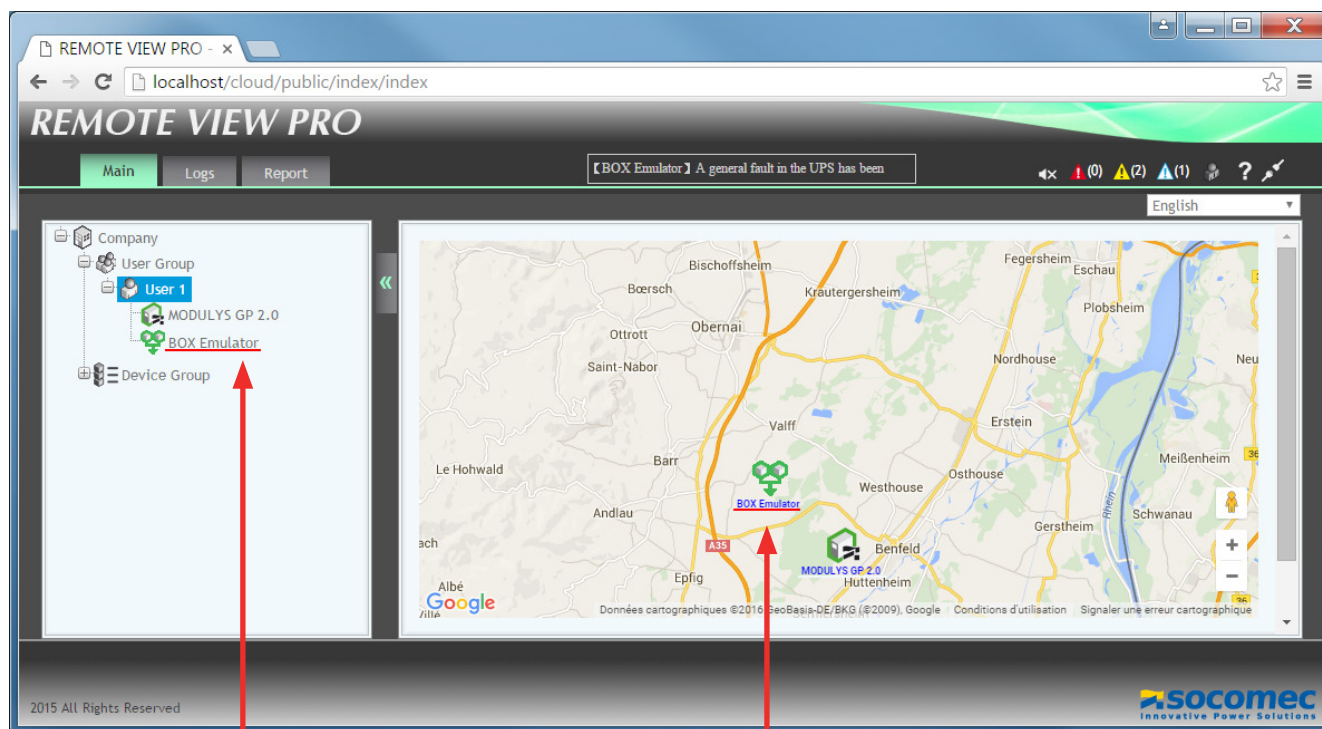 REMOTE VIEW PRO - ×
localhost/cloud/public/index/index
REMOTE VIEW PRO
Main
Logs
Report
【BOX Emulator】A general fault in the UPS has been
(0)
(2)
(1)
?
English
Company
User Group
User 1
MODULYS GP 2.0
BOX Emulator
Device Group
«
Bischoffsheim
Fegersheim
Eschau
Bœrsch
Krautergersheim
Plobsheim
Obernai
Ottrott
Nordhouse
Neu
Saint-Nabor
Valff
Erstein
Le Hohwald
Barr
Meißenheim
36
Osthouse
Westhouse
BOX Emulator
Rhein
Andlau
Schwanau
Gerstheim
ach
A35
Benfeld
+
MODULYS GP 2.0
Epfig
Huttenheim
−
Albé
Google
36
Villé
Données cartographiques ©2016 GeoBasis-DE/BKG (©2009), Google
Conditions d'utilisation
Signaler une erreur cartographique
2015 All Rights Reserved
socomec
Innovative Power Solutions